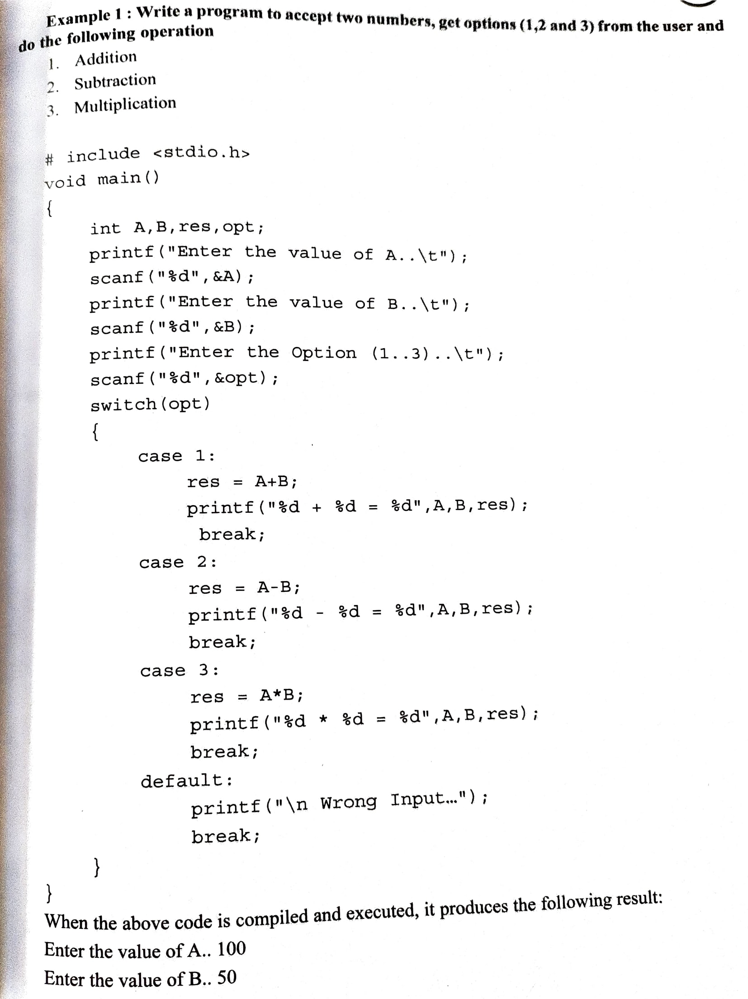 Example 1 : Write a program to accept two numbers, get options (1,2 and 3) from the user and
do the following operation
1. Addition
2. Subtraction
3. Multiplication
# include <stdio.h>
void main()
{
int A,B,res,opt;
printf("Enter the value of A..\t");
scanf("%d",&A);
printf("Enter the value of B..\t");
scanf("%d",&B);
printf("Enter the Option (1..3)..\t");
scanf("%d",&opt);
switch(opt)
{
case 1:
res = A+B;
printf("%d + %d = %d",A,B,res);
break;
case 2:
res = A-B;
printf("%d - %d = %d",A,B,res);
break;
case 3:
res = A*B;
printf("%d * %d = %d",A,B,res);
break;
default:
printf("\n Wrong Input…");
break;
}
}
When the above code is compiled and executed, it produces the following result:
Enter the value of A.. 100
Enter the value of B.. 50